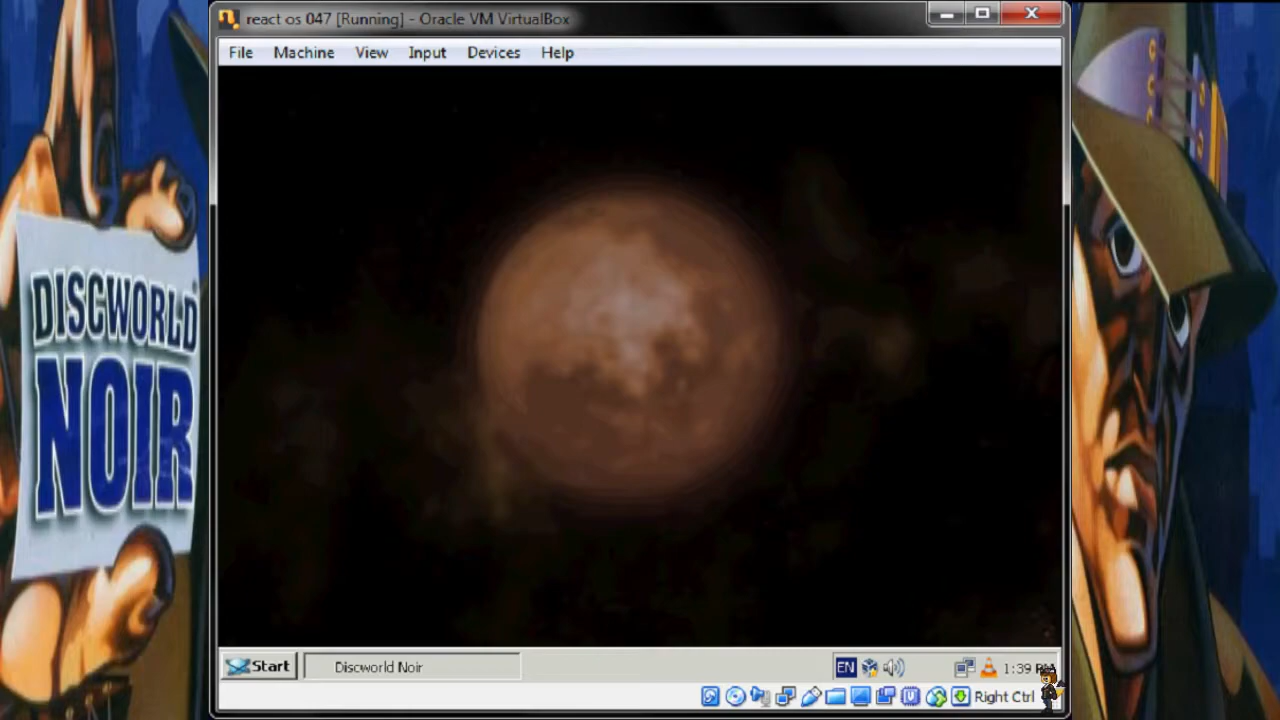 react os 047 [Running] - Oracle VM VirtualBox
File Machine View Input Devices Help
DISCWORLD
NOIR
Start Discworld Noir EN 1:39
Right Ctrl